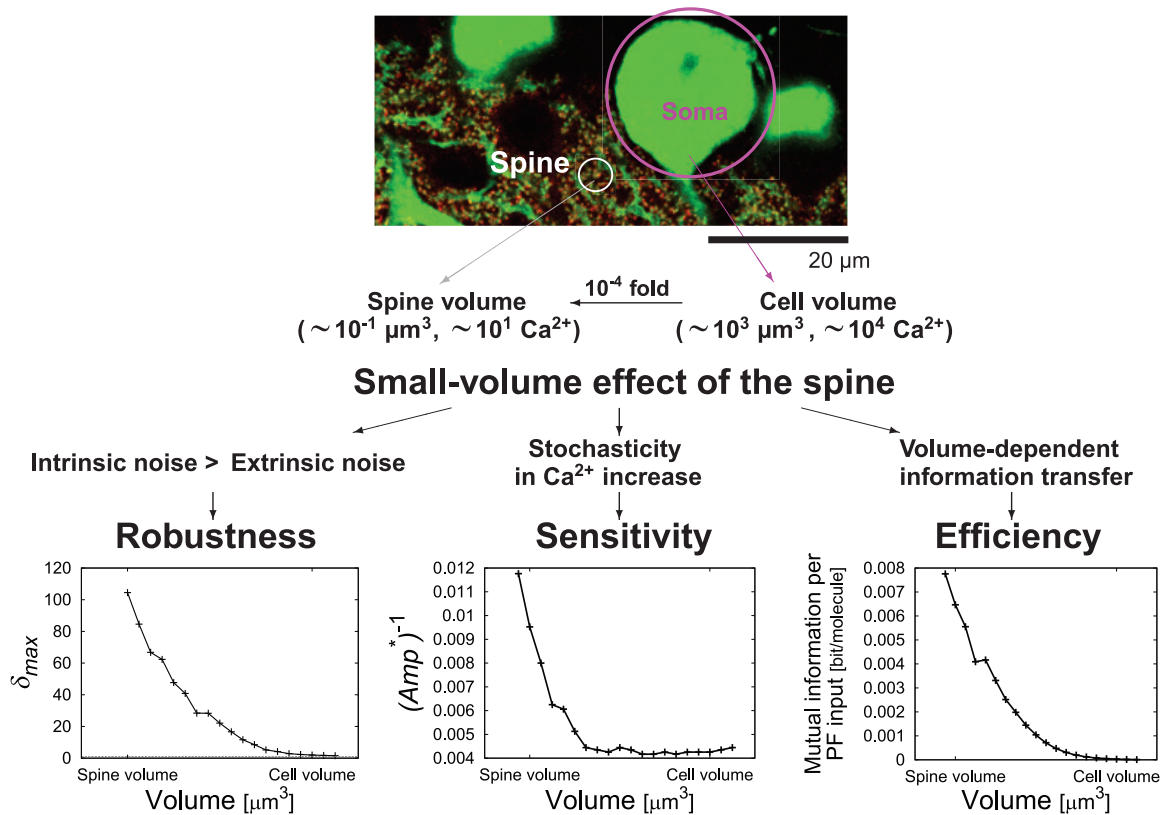 Soma
Spine
20 μm
10⁻⁴ fold
Spine volume
(∼10⁻¹ μm³, ∼10¹ Ca²⁺)
Cell volume
(∼10³ μm³, ∼10⁴ Ca²⁺)
Small-volume effect of the spine
Intrinsic noise > Extrinsic noise
Stochasticity
in Ca²⁺ increase
Volume-dependent
information transfer
Robustness
Sensitivity
Efficiency
120
100
80
60
40
20
0
δmax
Spine volume
Cell volume
Volume [μm³]
0.012
0.011
0.01
0.009
0.008
0.007
0.006
0.005
0.004
(Amp*)⁻¹
Spine volume
Cell volume
Volume [μm³]
0.008
0.007
0.006
0.005
0.004
0.003
0.002
0.001
0
Mutual information per
PF input [bit/molecule]
Spine volume
Cell volume
Volume [μm³]